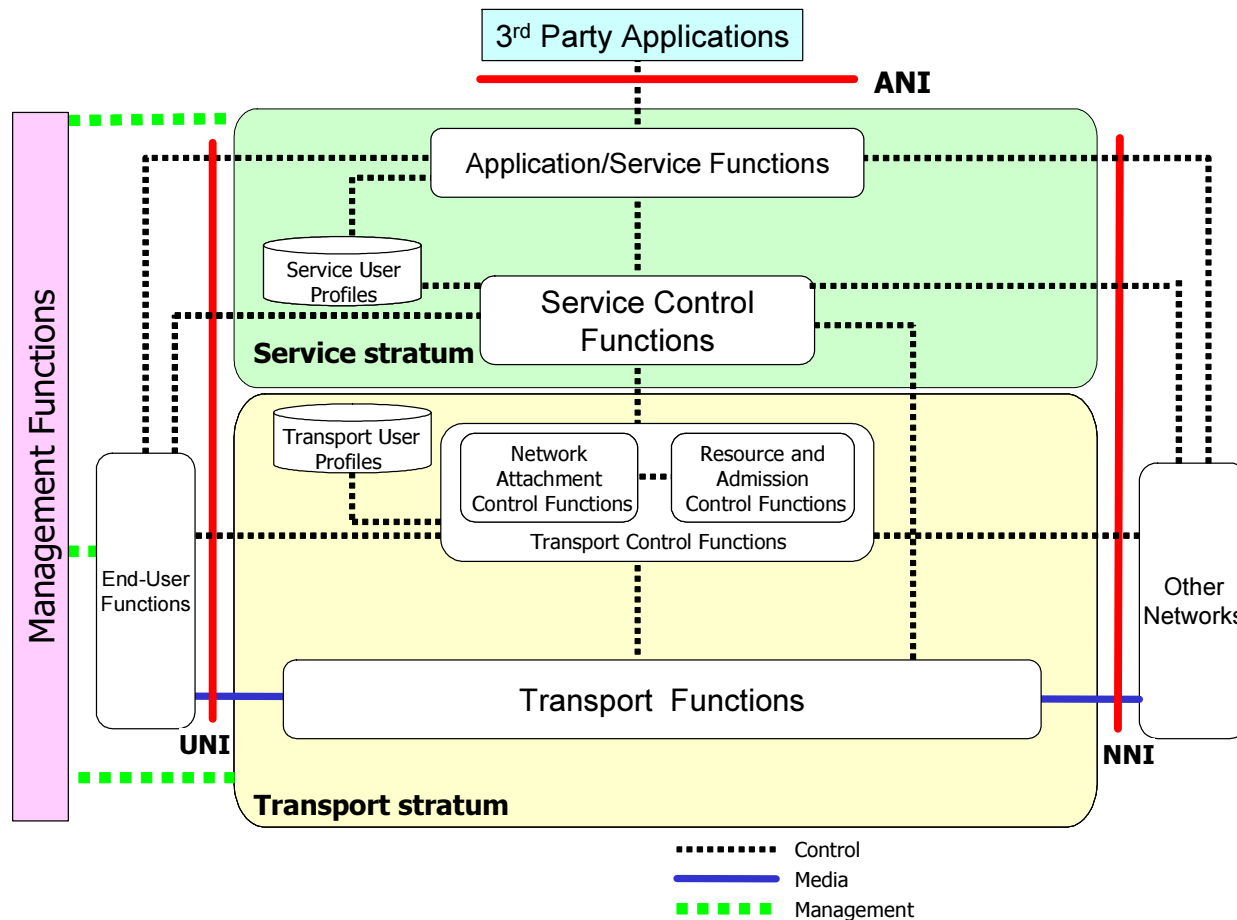 3rd Party Applications
ANI
Application/Service Functions
Service User
Profiles
Service Control
Functions
Service stratum
Management Functions
Transport User
Profiles
Network
Attachment
Control Functions
Resource and
Admission
Control Functions
Transport Control Functions
End-User
Functions
Other
Networks
Transport Functions
UNI
NNI
Transport stratum
Control
Media
Management